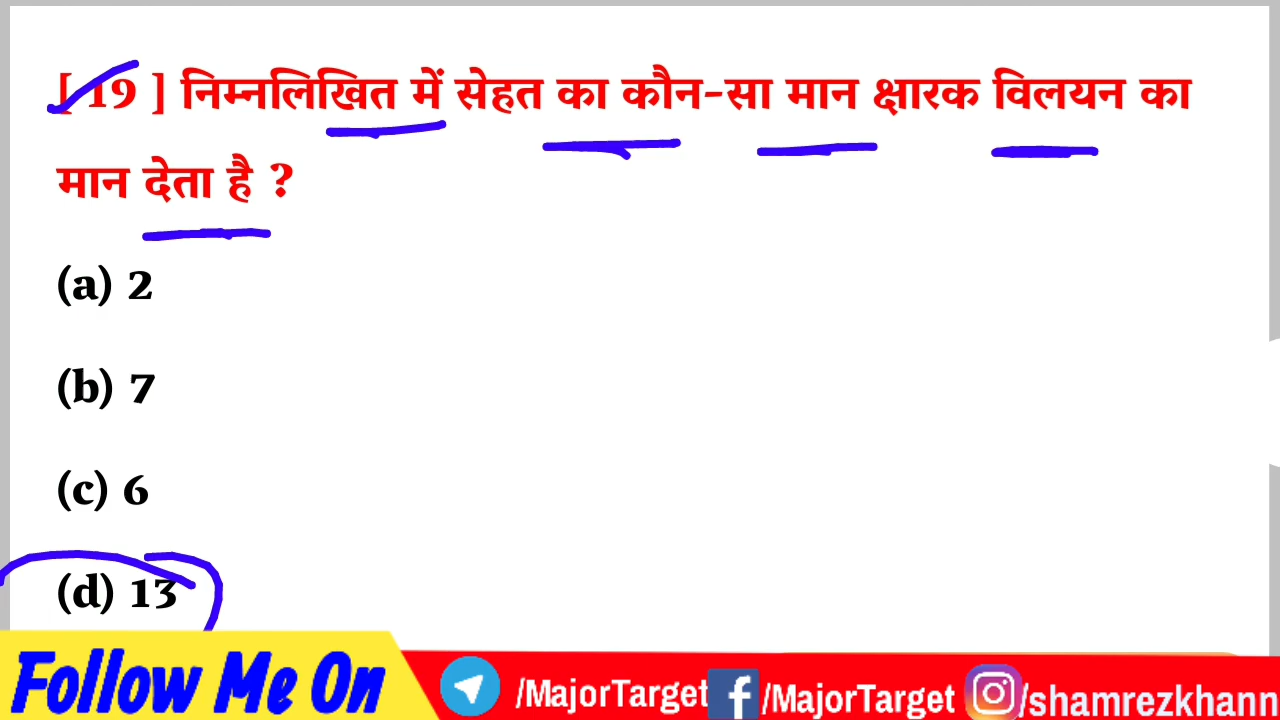 [ 19 ] निम्नलिखित में सेहत का कौन-सा मान क्षारक विलयन का
मान देता है ?
(a) 2
(b) 7
(c) 6
(d) 13
Follow Me On /MajorTarget /MajorTarget /shamrezkhann